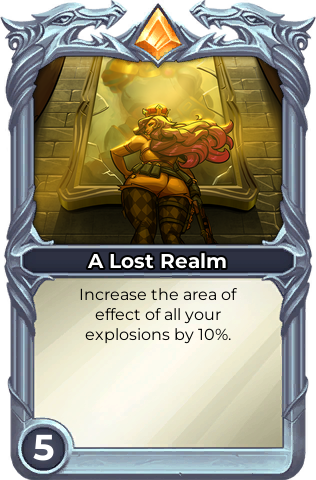 A Lost Realm
Increase the area of
effect of all your
explosions by 10%.
5